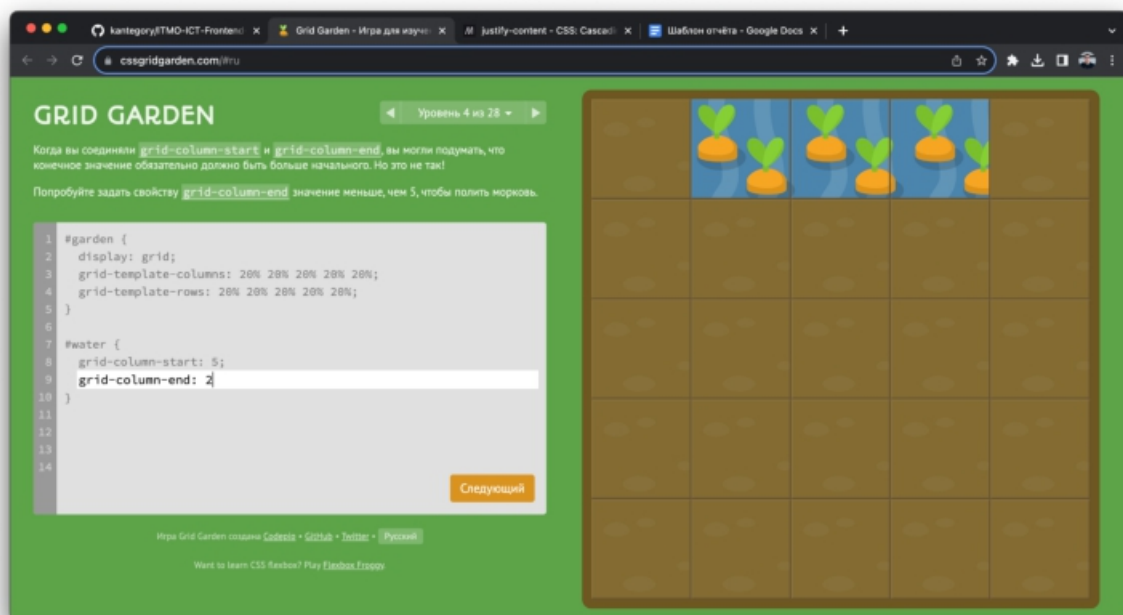 kantegory/ITMO-ICT-Frontend
Grid Garden - Игра для изуче
justify-content - CSS: Cascadi
Шаблон отчёта - Google Docs
cssgridgarden.com/#ru
GRID GARDEN
Уровень 4 из 28
Когда вы соединяли grid-column-start и grid-column-end, вы могли подумать, что
конечное значение обязательно должно быть больше начального. Но это не так!
Попробуйте задать свойству grid-column-end значение меньше, чем 5, чтобы полить морковь.
1 #garden {
2 display: grid;
3 grid-template-columns: 20% 20% 20% 20% 20%;
4 grid-template-rows: 20% 20% 20% 20% 20%;
5 }
6
7 #water {
8 grid-column-start: 5;
9 grid-column-end: 2
10 }
11
12
13
14
Следующий
Игра Grid Garden создана Codepip • GitHub • Twitter • Русский
Want to learn CSS flexbox? Play Flexbox Froggy.